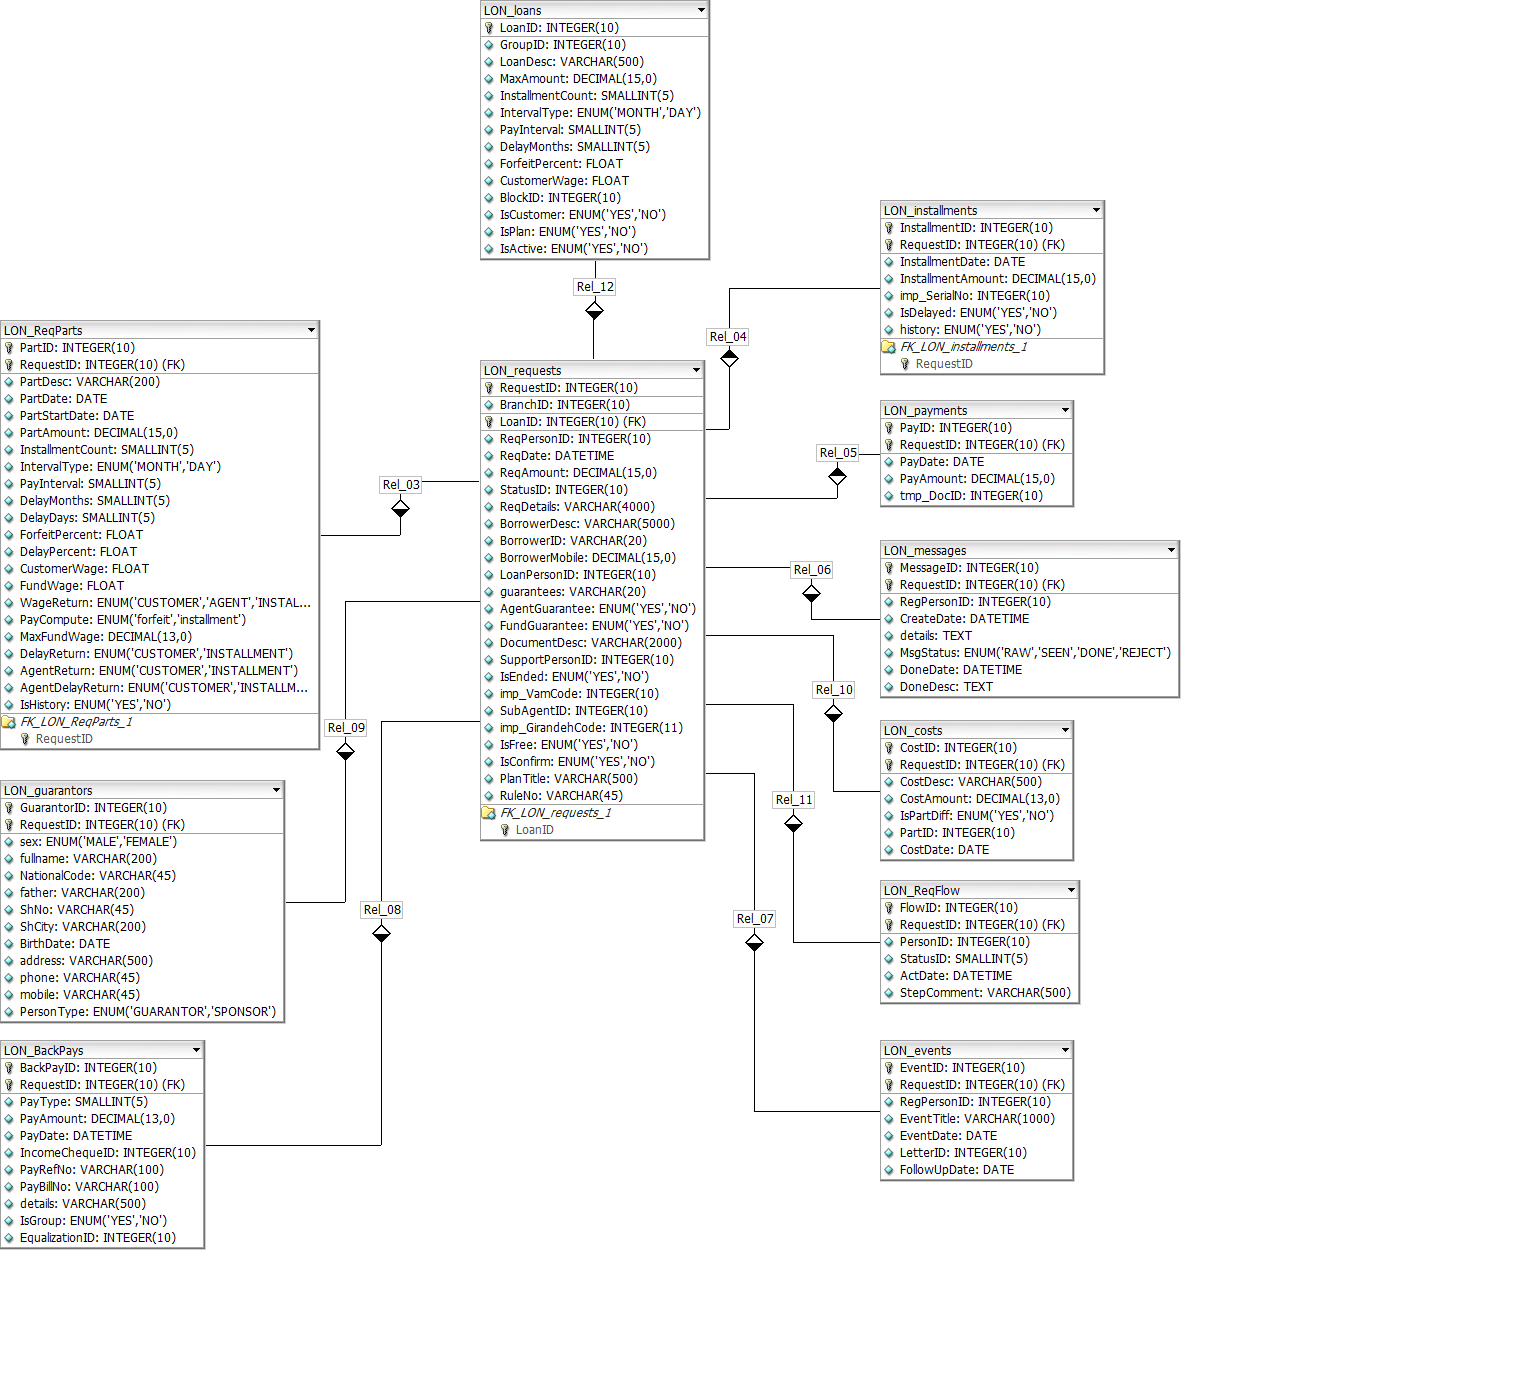 LON_loans
LoanID: INTEGER(10)
GroupID: INTEGER(10)
LoanDesc: VARCHAR(500)
MaxAmount: DECIMAL(15,0)
InstallmentCount: SMALLINT(5)
IntervalType: ENUM('MONTH','DAY')
PayInterval: SMALLINT(5)
DelayMonths: SMALLINT(5)
ForfeitPercent: FLOAT
CustomerWage: FLOAT
BlockID: INTEGER(10)
IsCustomer: ENUM('YES','NO')
IsPlan: ENUM('YES','NO')
IsActive: ENUM('YES','NO')
Rel_12
LON_ReqParts
PartID: INTEGER(10)
RequestID: INTEGER(10) (FK)
PartDesc: VARCHAR(200)
PartDate: DATE
PartStartDate: DATE
PartAmount: DECIMAL(15,0)
InstallmentCount: SMALLINT(5)
IntervalType: ENUM('MONTH','DAY')
PayInterval: SMALLINT(5)
DelayMonths: SMALLINT(5)
DelayDays: SMALLINT(5)
ForfeitPercent: FLOAT
DelayPercent: FLOAT
CustomerWage: FLOAT
FundWage: FLOAT
WageReturn: ENUM('CUSTOMER','AGENT','INSTAL...
PayCompute: ENUM('forfeit','installment')
MaxFundWage: DECIMAL(13,0)
DelayReturn: ENUM('CUSTOMER','INSTALLMENT')
AgentReturn: ENUM('CUSTOMER','INSTALLMENT')
AgentDelayReturn: ENUM('CUSTOMER','INSTALLM...
IsHistory: ENUM('YES','NO')
FK_LON_ReqParts_1
RequestID
Rel_03
Rel_09
Rel_08
LON_guarantors
GuarantorID: INTEGER(10)
RequestID: INTEGER(10) (FK)
sex: ENUM('MALE','FEMALE')
fullname: VARCHAR(200)
NationalCode: VARCHAR(45)
father: VARCHAR(200)
ShNo: VARCHAR(45)
ShCity: VARCHAR(200)
BirthDate: DATE
address: VARCHAR(500)
phone: VARCHAR(45)
mobile: VARCHAR(45)
PersonType: ENUM('GUARANTOR','SPONSOR')
LON_BackPays
BackPayID: INTEGER(10)
RequestID: INTEGER(10) (FK)
PayType: SMALLINT(5)
PayAmount: DECIMAL(13,0)
PayDate: DATETIME
IncomeChequeID: INTEGER(10)
PayRefNo: VARCHAR(100)
PayBillNo: VARCHAR(100)
details: VARCHAR(500)
IsGroup: ENUM('YES','NO')
EqualizationID: INTEGER(10)
LON_requests
RequestID: INTEGER(10)
BranchID: INTEGER(10)
LoanID: INTEGER(10) (FK)
ReqPersonID: INTEGER(10)
ReqDate: DATETIME
ReqAmount: DECIMAL(15,0)
StatusID: INTEGER(10)
ReqDetails: VARCHAR(4000)
BorrowerDesc: VARCHAR(5000)
BorrowerID: VARCHAR(20)
BorrowerMobile: DECIMAL(15,0)
LoanPersonID: INTEGER(10)
guarantees: VARCHAR(20)
AgentGuarantee: ENUM('YES','NO')
FundGuarantee: ENUM('YES','NO')
DocumentDesc: VARCHAR(2000)
SupportPersonID: INTEGER(10)
IsEnded: ENUM('YES','NO')
imp_VamCode: INTEGER(10)
SubAgentID: INTEGER(10)
imp_GirandehCode: INTEGER(11)
IsFree: ENUM('YES','NO')
IsConfirm: ENUM('YES','NO')
PlanTitle: VARCHAR(500)
RuleNo: VARCHAR(45)
FK_LON_requests_1
LoanID
Rel_04
Rel_05
Rel_06
Rel_10
Rel_11
Rel_07
LON_installments
InstallmentID: INTEGER(10)
RequestID: INTEGER(10) (FK)
InstallmentDate: DATE
InstallmentAmount: DECIMAL(15,0)
imp_SerialNo: INTEGER(10)
IsDelayed: ENUM('YES','NO')
history: ENUM('YES','NO')
FK_LON_installments_1
RequestID
LON_payments
PayID: INTEGER(10)
RequestID: INTEGER(10) (FK)
PayDate: DATE
PayAmount: DECIMAL(15,0)
tmp_DocID: INTEGER(10)
LON_messages
MessageID: INTEGER(10)
RequestID: INTEGER(10) (FK)
RegPersonID: INTEGER(10)
CreateDate: DATETIME
details: TEXT
MsgStatus: ENUM('RAW','SEEN','DONE','REJECT')
DoneDate: DATETIME
DoneDesc: TEXT
LON_costs
CostID: INTEGER(10)
RequestID: INTEGER(10) (FK)
CostDesc: VARCHAR(500)
CostAmount: DECIMAL(13,0)
IsPartDiff: ENUM('YES','NO')
PartID: INTEGER(10)
CostDate: DATE
LON_ReqFlow
FlowID: INTEGER(10)
RequestID: INTEGER(10) (FK)
PersonID: INTEGER(10)
StatusID: SMALLINT(5)
ActDate: DATETIME
StepComment: VARCHAR(500)
LON_events
EventID: INTEGER(10)
RequestID: INTEGER(10) (FK)
RegPersonID: INTEGER(10)
EventTitle: VARCHAR(1000)
EventDate: DATE
LetterID: INTEGER(10)
FollowUpDate: DATE